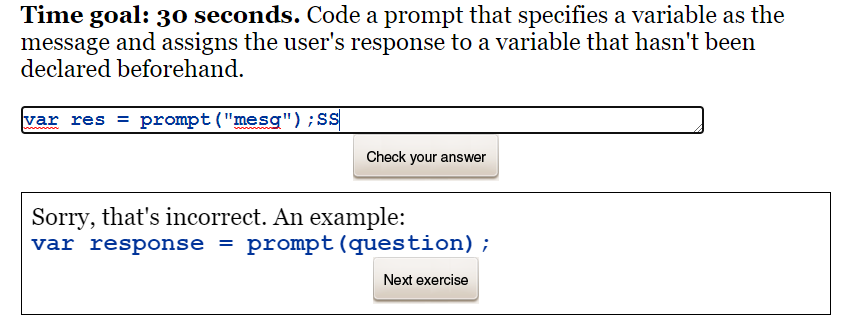 Time goal: 30 seconds. Code a prompt that specifies a variable as the
message and assigns the user's response to a variable that hasn't been
declared beforehand.
var res = prompt("mesg");SS
Check your answer
Sorry, that's incorrect. An example:
var response = prompt(question);
Next exercise